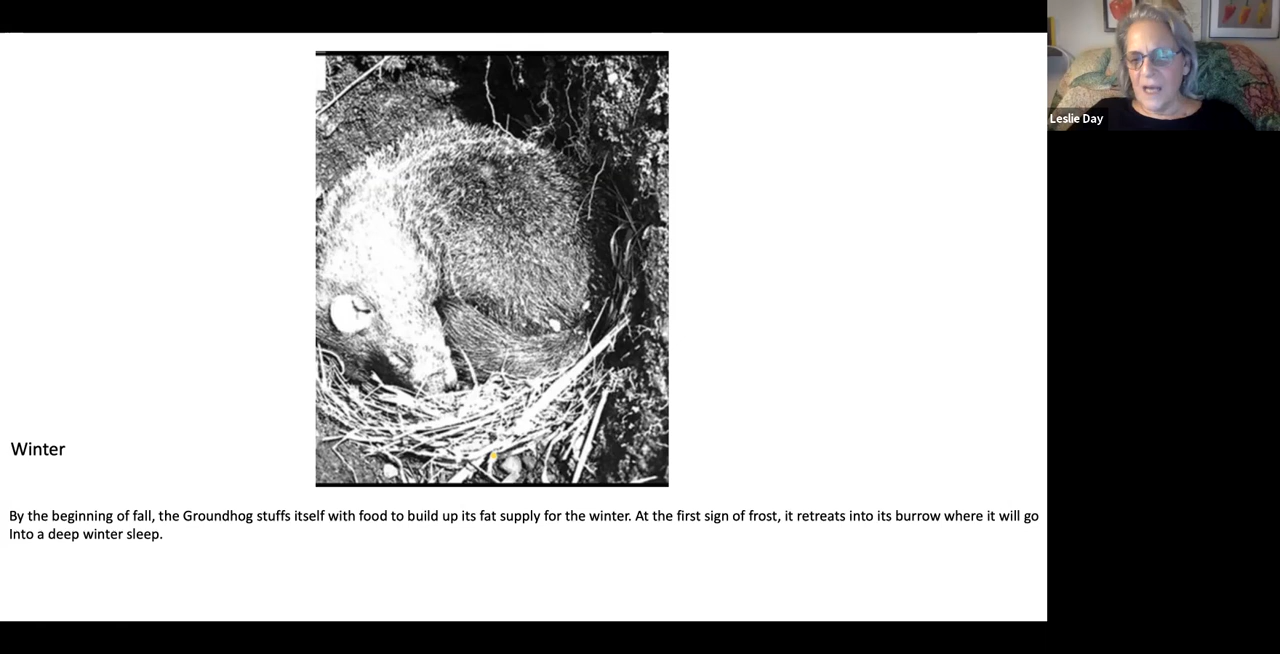 Leslie Day
Winter
By the beginning of fall, the Groundhog stuffs itself with food to build up its fat supply for the winter. At the first sign of frost, it retreats into its burrow where it will go
Into a deep winter sleep.